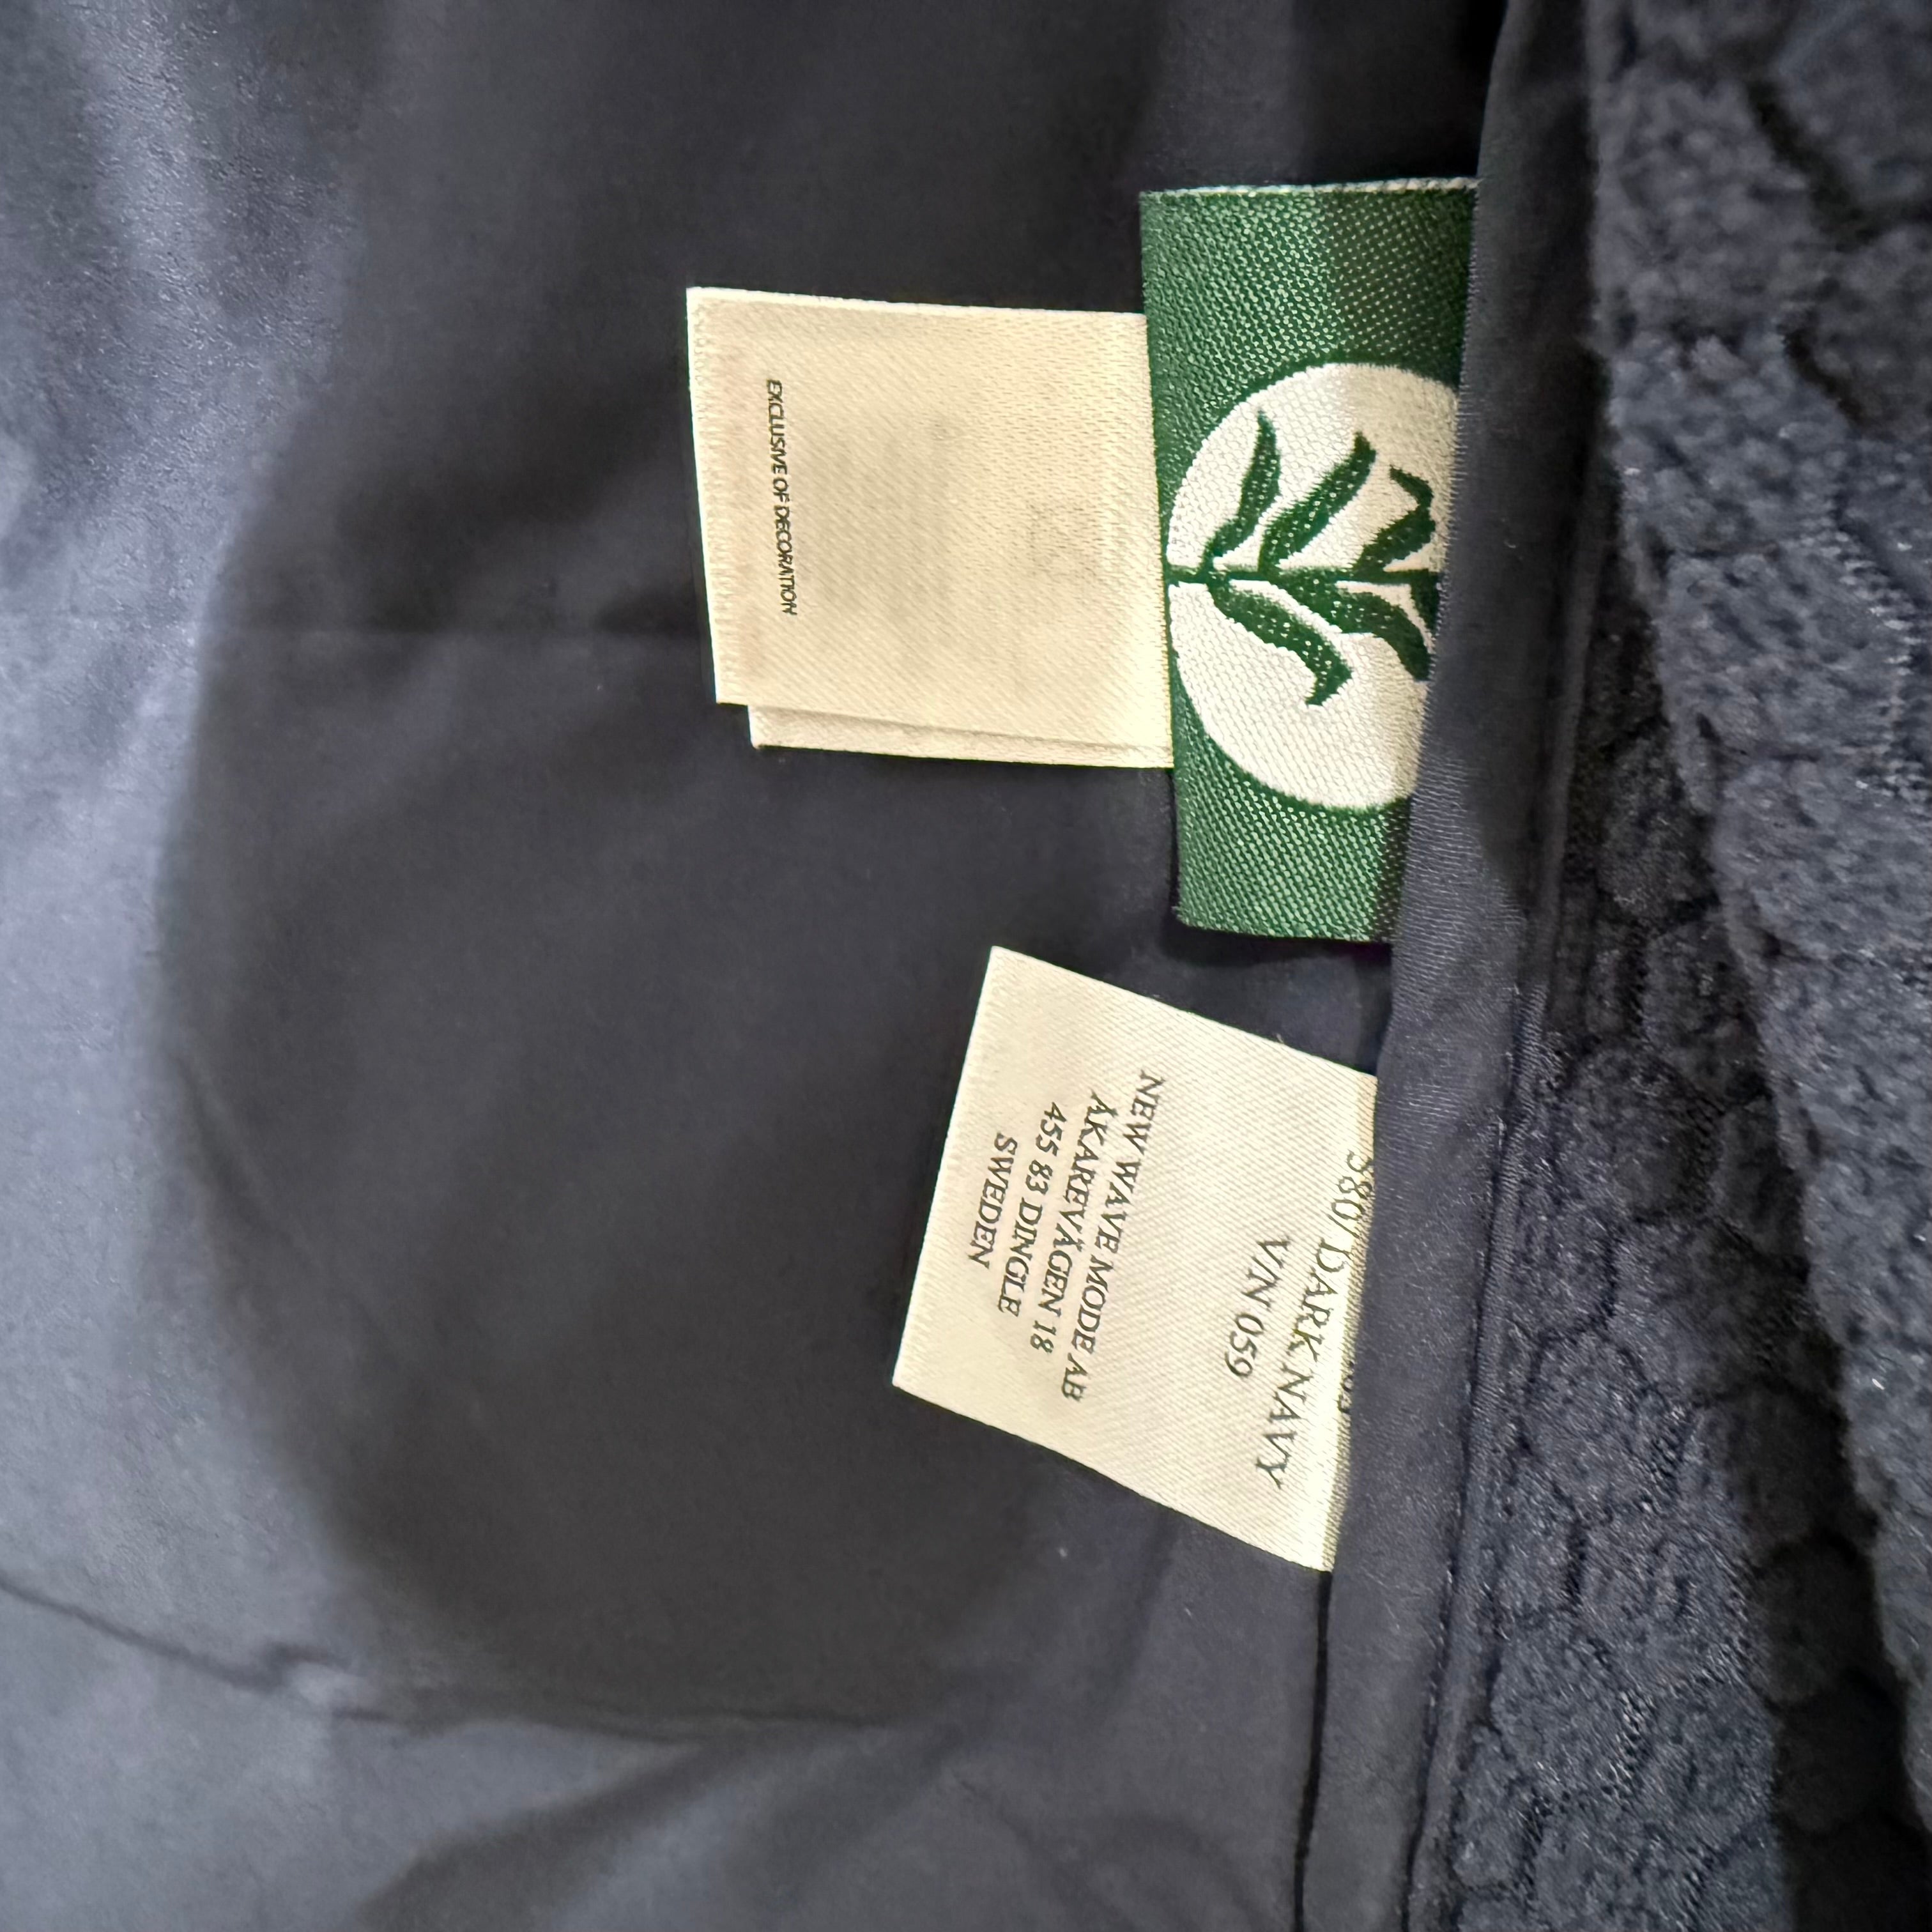 EXCLUSIVE OF DECORATION
580/ DARK NAVY
VN 059
NEW WAVE MODE AB
ÅKAREVÄGEN 18
455 83 DINGLE
SWEDEN